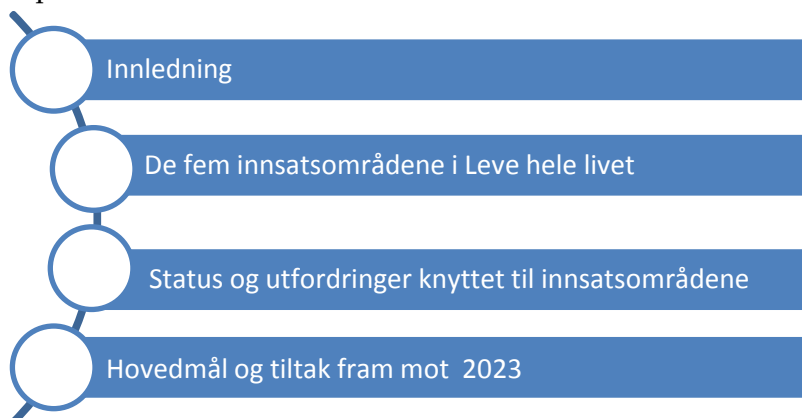 Innledning
De fem innsatsområdene i Leve hele livet
Status og utfordringer knyttet til innsatsområdene
Hovedmål og tiltak fram mot 2023